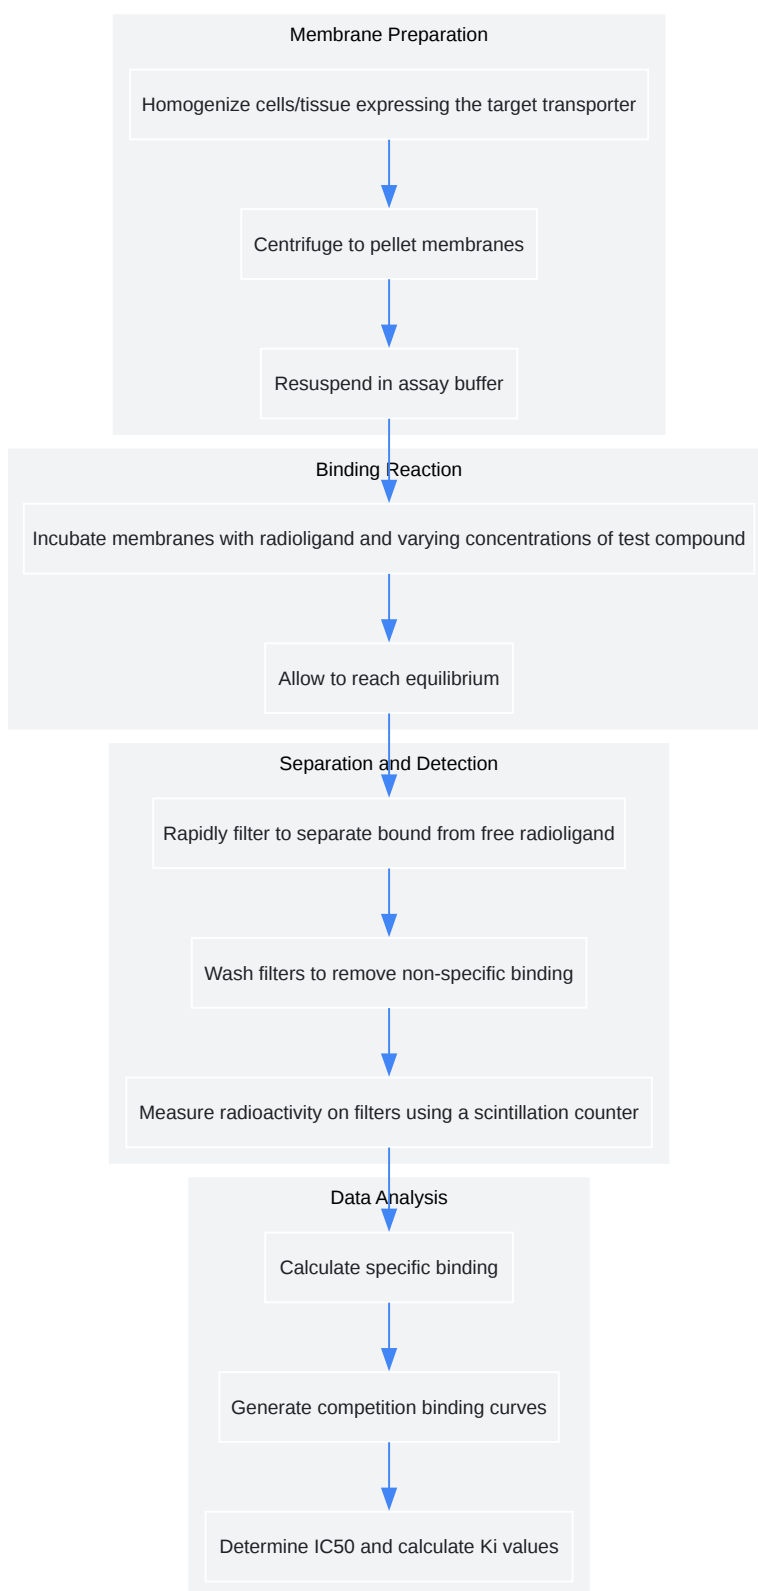 Membrane Preparation
Homogenize cells/tissue expressing the target transporter
Centrifuge to pellet membranes
Resuspend in assay buffer
Binding Reaction
Incubate membranes with radioligand and varying concentrations of test compound
Allow to reach equilibrium
Separation and Detection
Rapidly filter to separate bound from free radioligand
Wash filters to remove non-specific binding
Measure radioactivity on filters using a scintillation counter
Data Analysis
Calculate specific binding
Generate competition binding curves
Determine IC50 and calculate Ki values